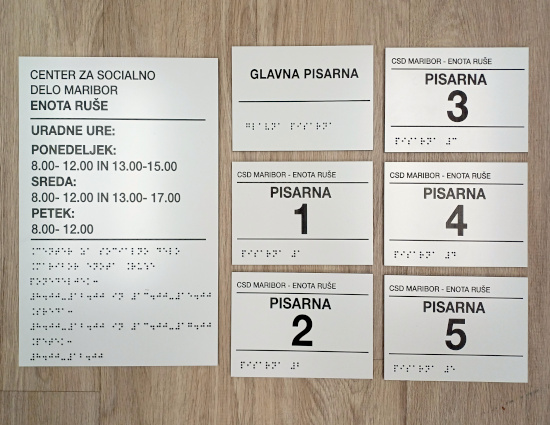 CENTER ZA SOCIALNO
DELO MARIBOR
ENOTA RUŠE
URADNE URE:
PONEDELJEK:
8.00- 12.00 IN 13.00-15.00
SREDA:
8.00- 12.00 IN 13.00- 17.00
PETEK:
8.00- 12.00
GLAVNA PISARNA
CSD MARIBOR - ENOTA RUŠE
PISARNA
1
CSD MARIBOR - ENOTA RUŠE
PISARNA
2
CSD MARIBOR - ENOTA RUŠE
PISARNA
3
CSD MARIBOR - ENOTA RUŠE
PISARNA
4
CSD MARIBOR - ENOTA RUŠE
PISARNA
5